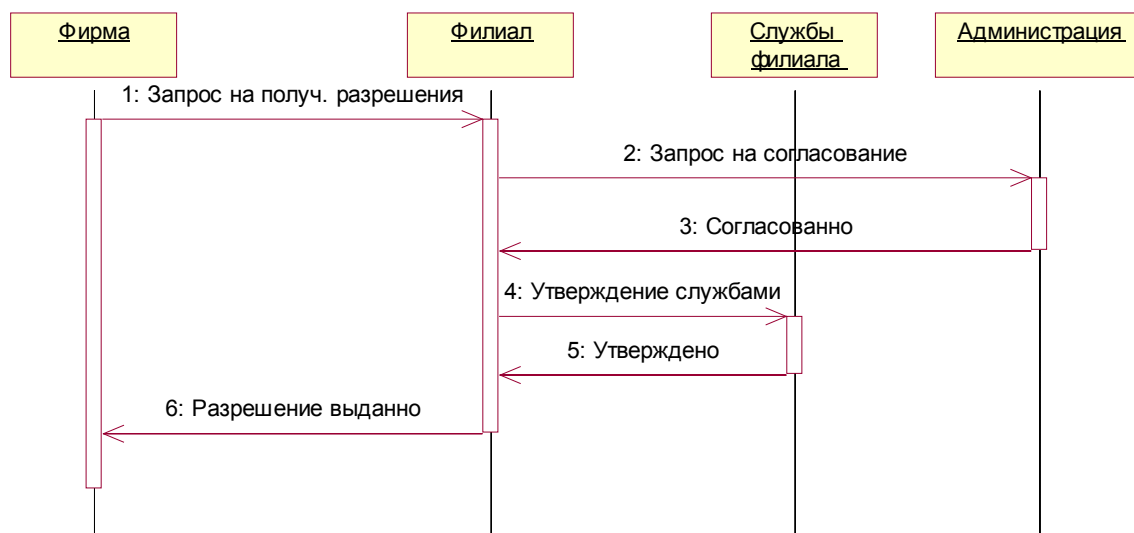 Фирма
Филиал
Службы
филиала
Администрация
1: Запрос на получ. разрешения
2: Запрос на согласование
3: Согласованно
4: Утверждение службами
5: Утверждено
6: Разрешение выданно